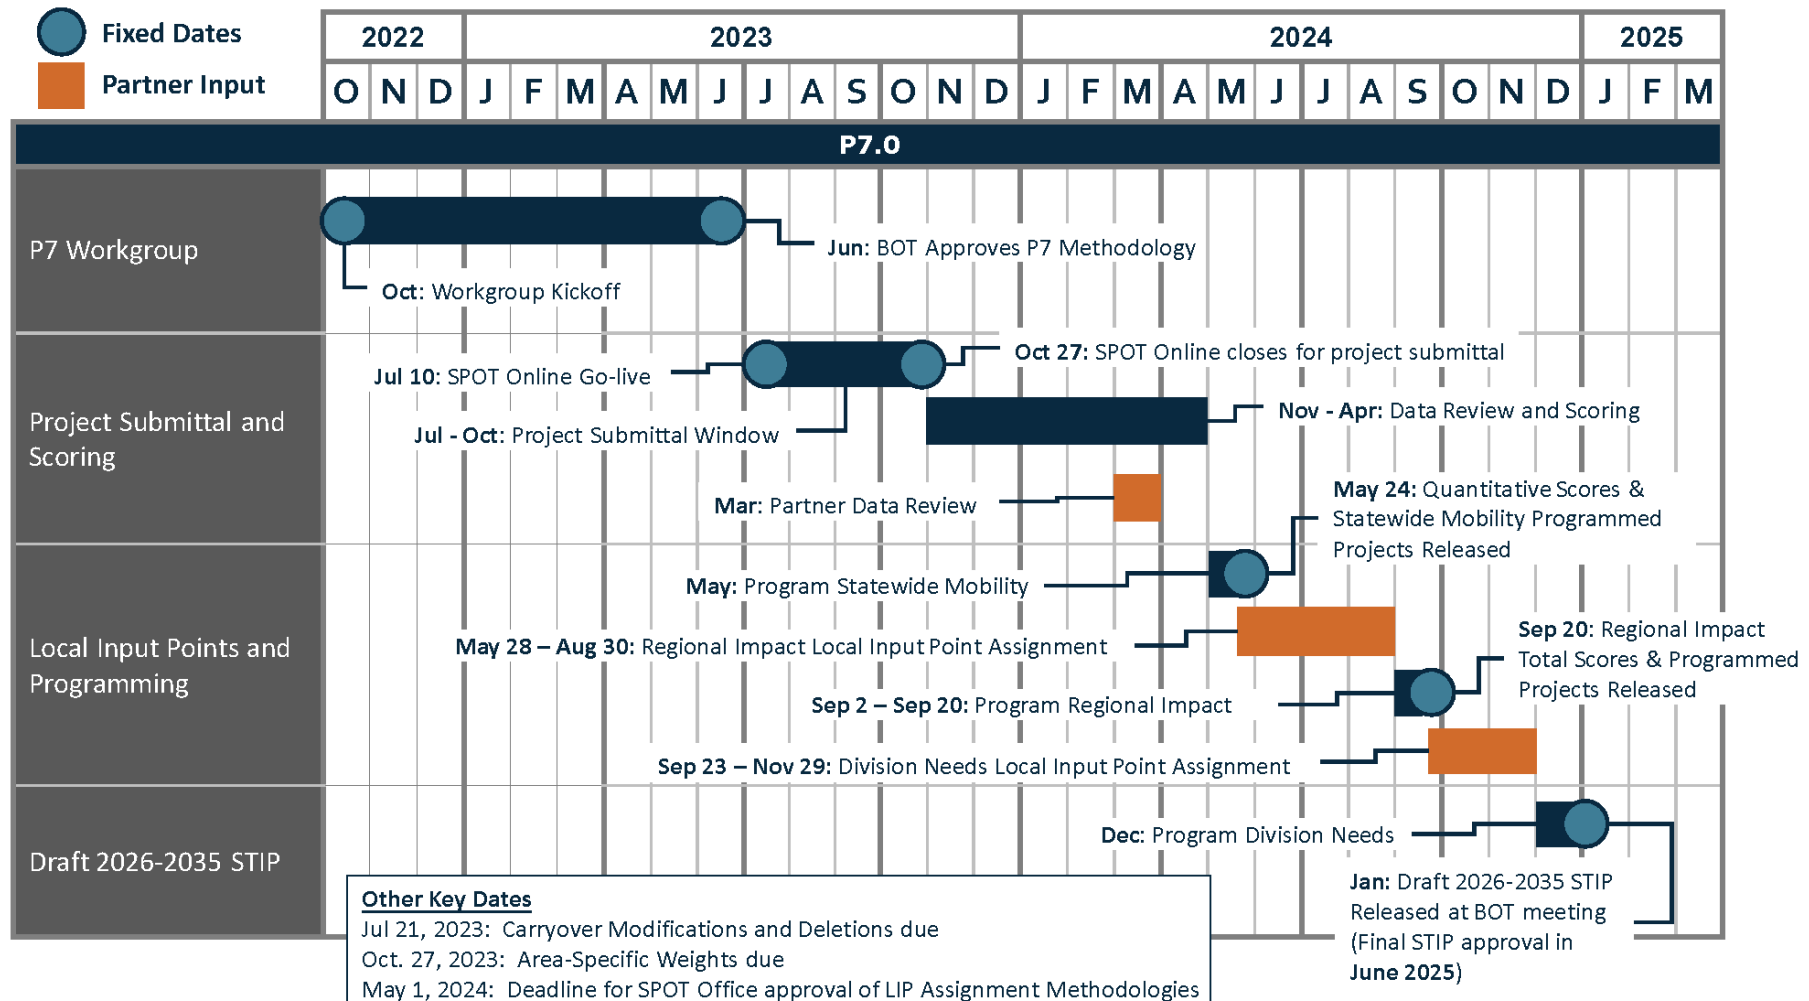 Fixed Dates
Partner Input
2022 2023 2024 2025
O N D J F M A M J J A S O N D J F M A M J J A S O N D J F M
P7.0
P7 Workgroup
Jun: BOT Approves P7 Methodology
Oct: Workgroup Kickoff
Project Submittal and
Scoring
Oct 27: SPOT Online closes for project submittal
Jul 10: SPOT Online Go-live
Nov - Apr: Data Review and Scoring
Jul - Oct: Project Submittal Window
Mar: Partner Data Review
May 24: Quantitative Scores &
Statewide Mobility Programmed
Projects Released
Local Input Points and
Programming
May: Program Statewide Mobility
May 28 – Aug 30: Regional Impact Local Input Point Assignment
Sep 20: Regional Impact
Total Scores & Programmed
Projects Released
Sep 2 – Sep 20: Program Regional Impact
Sep 23 – Nov 29: Division Needs Local Input Point Assignment
Draft 2026-2035 STIP
Dec: Program Division Needs
Jan: Draft 2026-2035 STIP
Released at BOT meeting
(Final STIP approval in
June 2025)
Other Key Dates
Jul 21, 2023: Carryover Modifications and Deletions due
Oct. 27, 2023: Area-Specific Weights due
May 1, 2024: Deadline for SPOT Office approval of LIP Assignment Methodologies